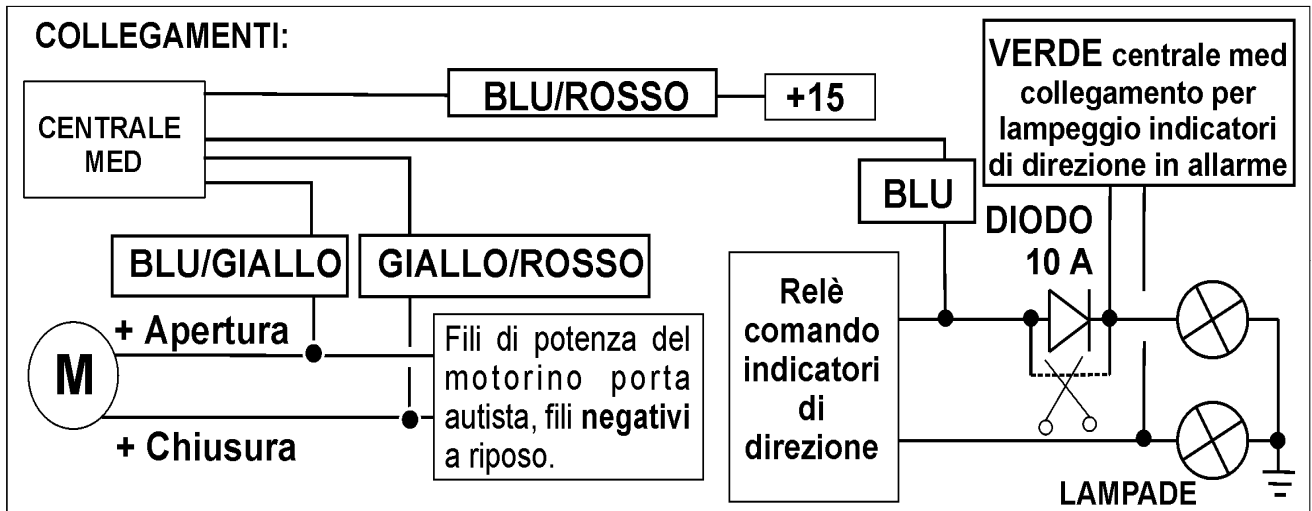 COLLEGAMENTI:
CENTRALE
MED
BLU/ROSSO
+15
VERDE centrale med
collegamento per
lampeggio indicatori
di direzione in allarme
BLU
DIODO
10 A
BLU/GIALLO
GIALLO/ROSSO
+ Apertura
M
+ Chiusura
Fili di potenza del
motorino porta
autista, fili negativi
a riposo.
Relè
comando
indicatori
di
direzione
LAMPADE